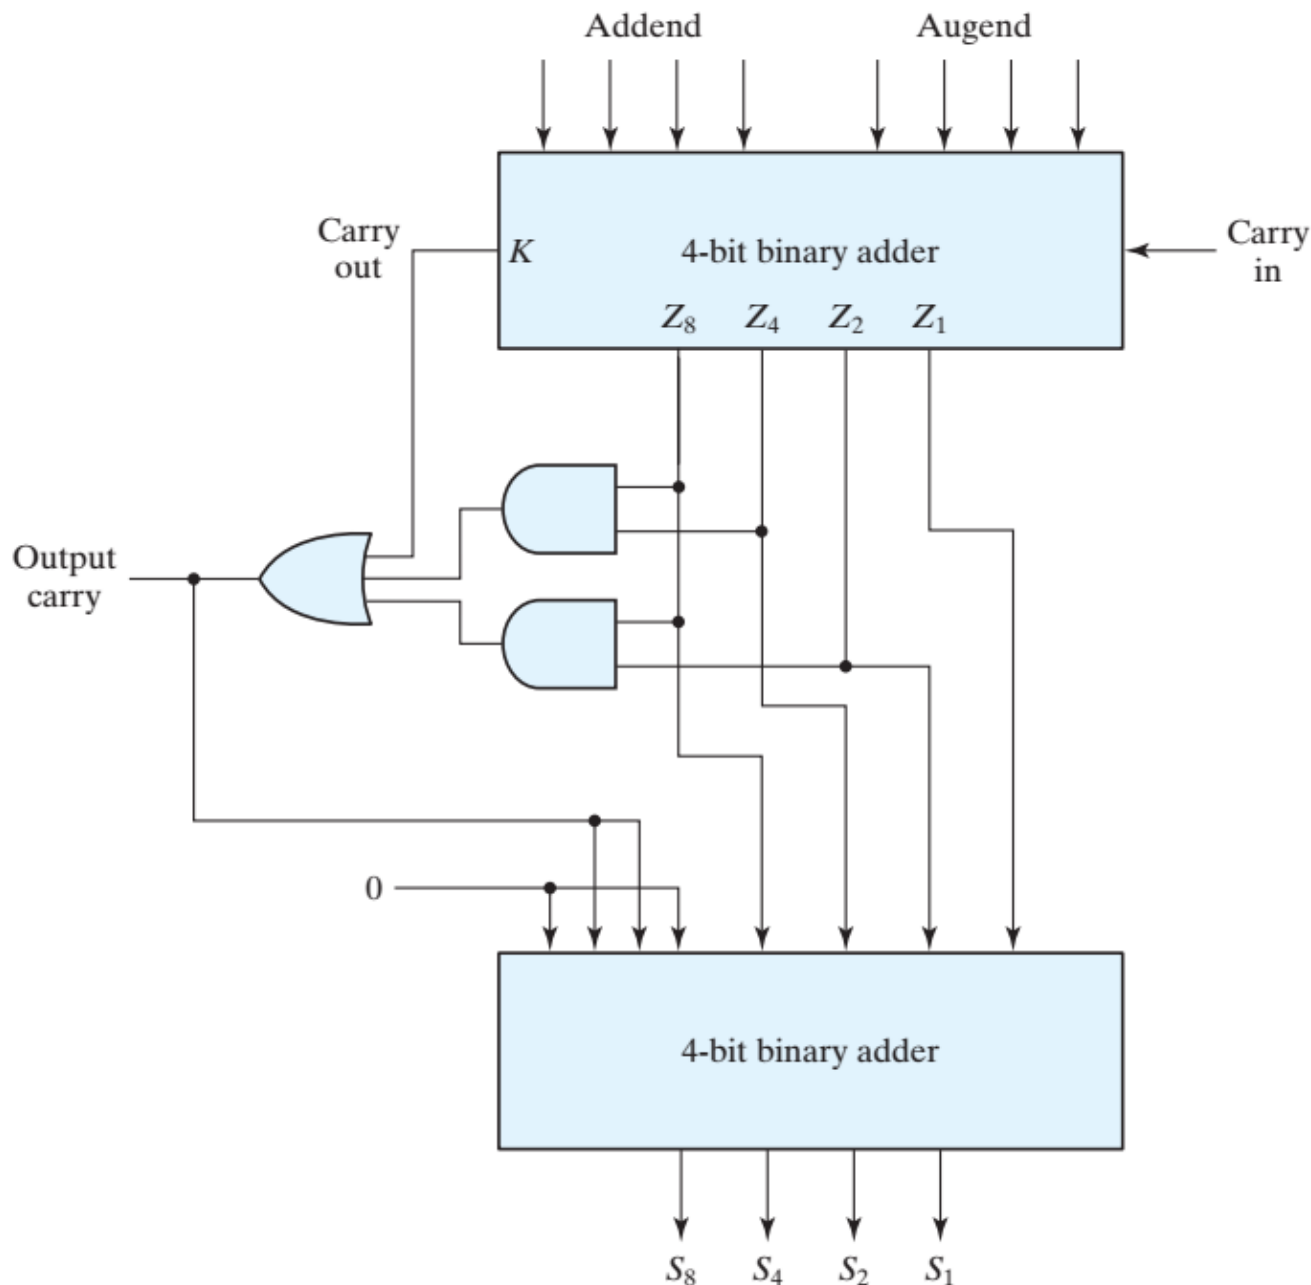 Addend
Augend
Carry
out
K
4-bit binary adder
Carry
in
Z₈ Z₄ Z₂ Z₁
Output
carry
0
4-bit binary adder
S₈ S₄ S₂ S₁